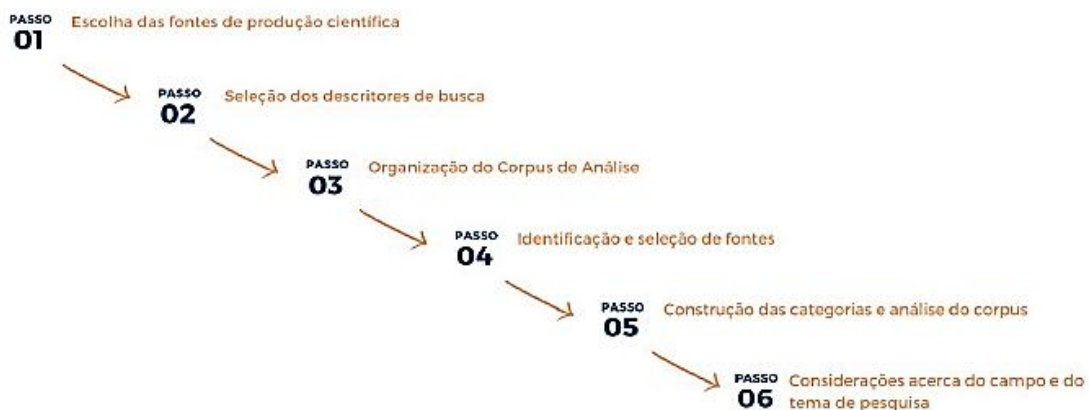 PASSO
01
Escolha das fontes de produção científica
PASSO
02
Seleção dos descritores de busca
PASSO
03
Organização do Corpus de Análise
PASSO
04
Identificação e seleção de fontes
PASSO
05
Construção das categorias e análise do corpus
PASSO
06
Considerações acerca do campo e do
tema de pesquisa